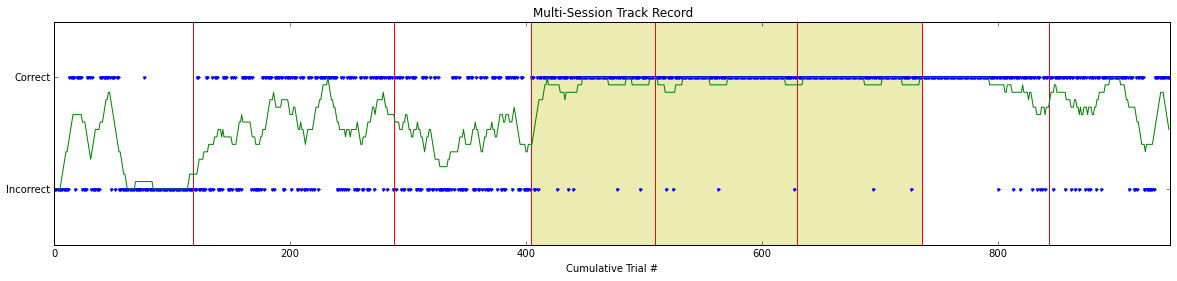 Multi-Session Track Record
Correct
Incorrect
0 200 400 600 800
Cumulative Trial #